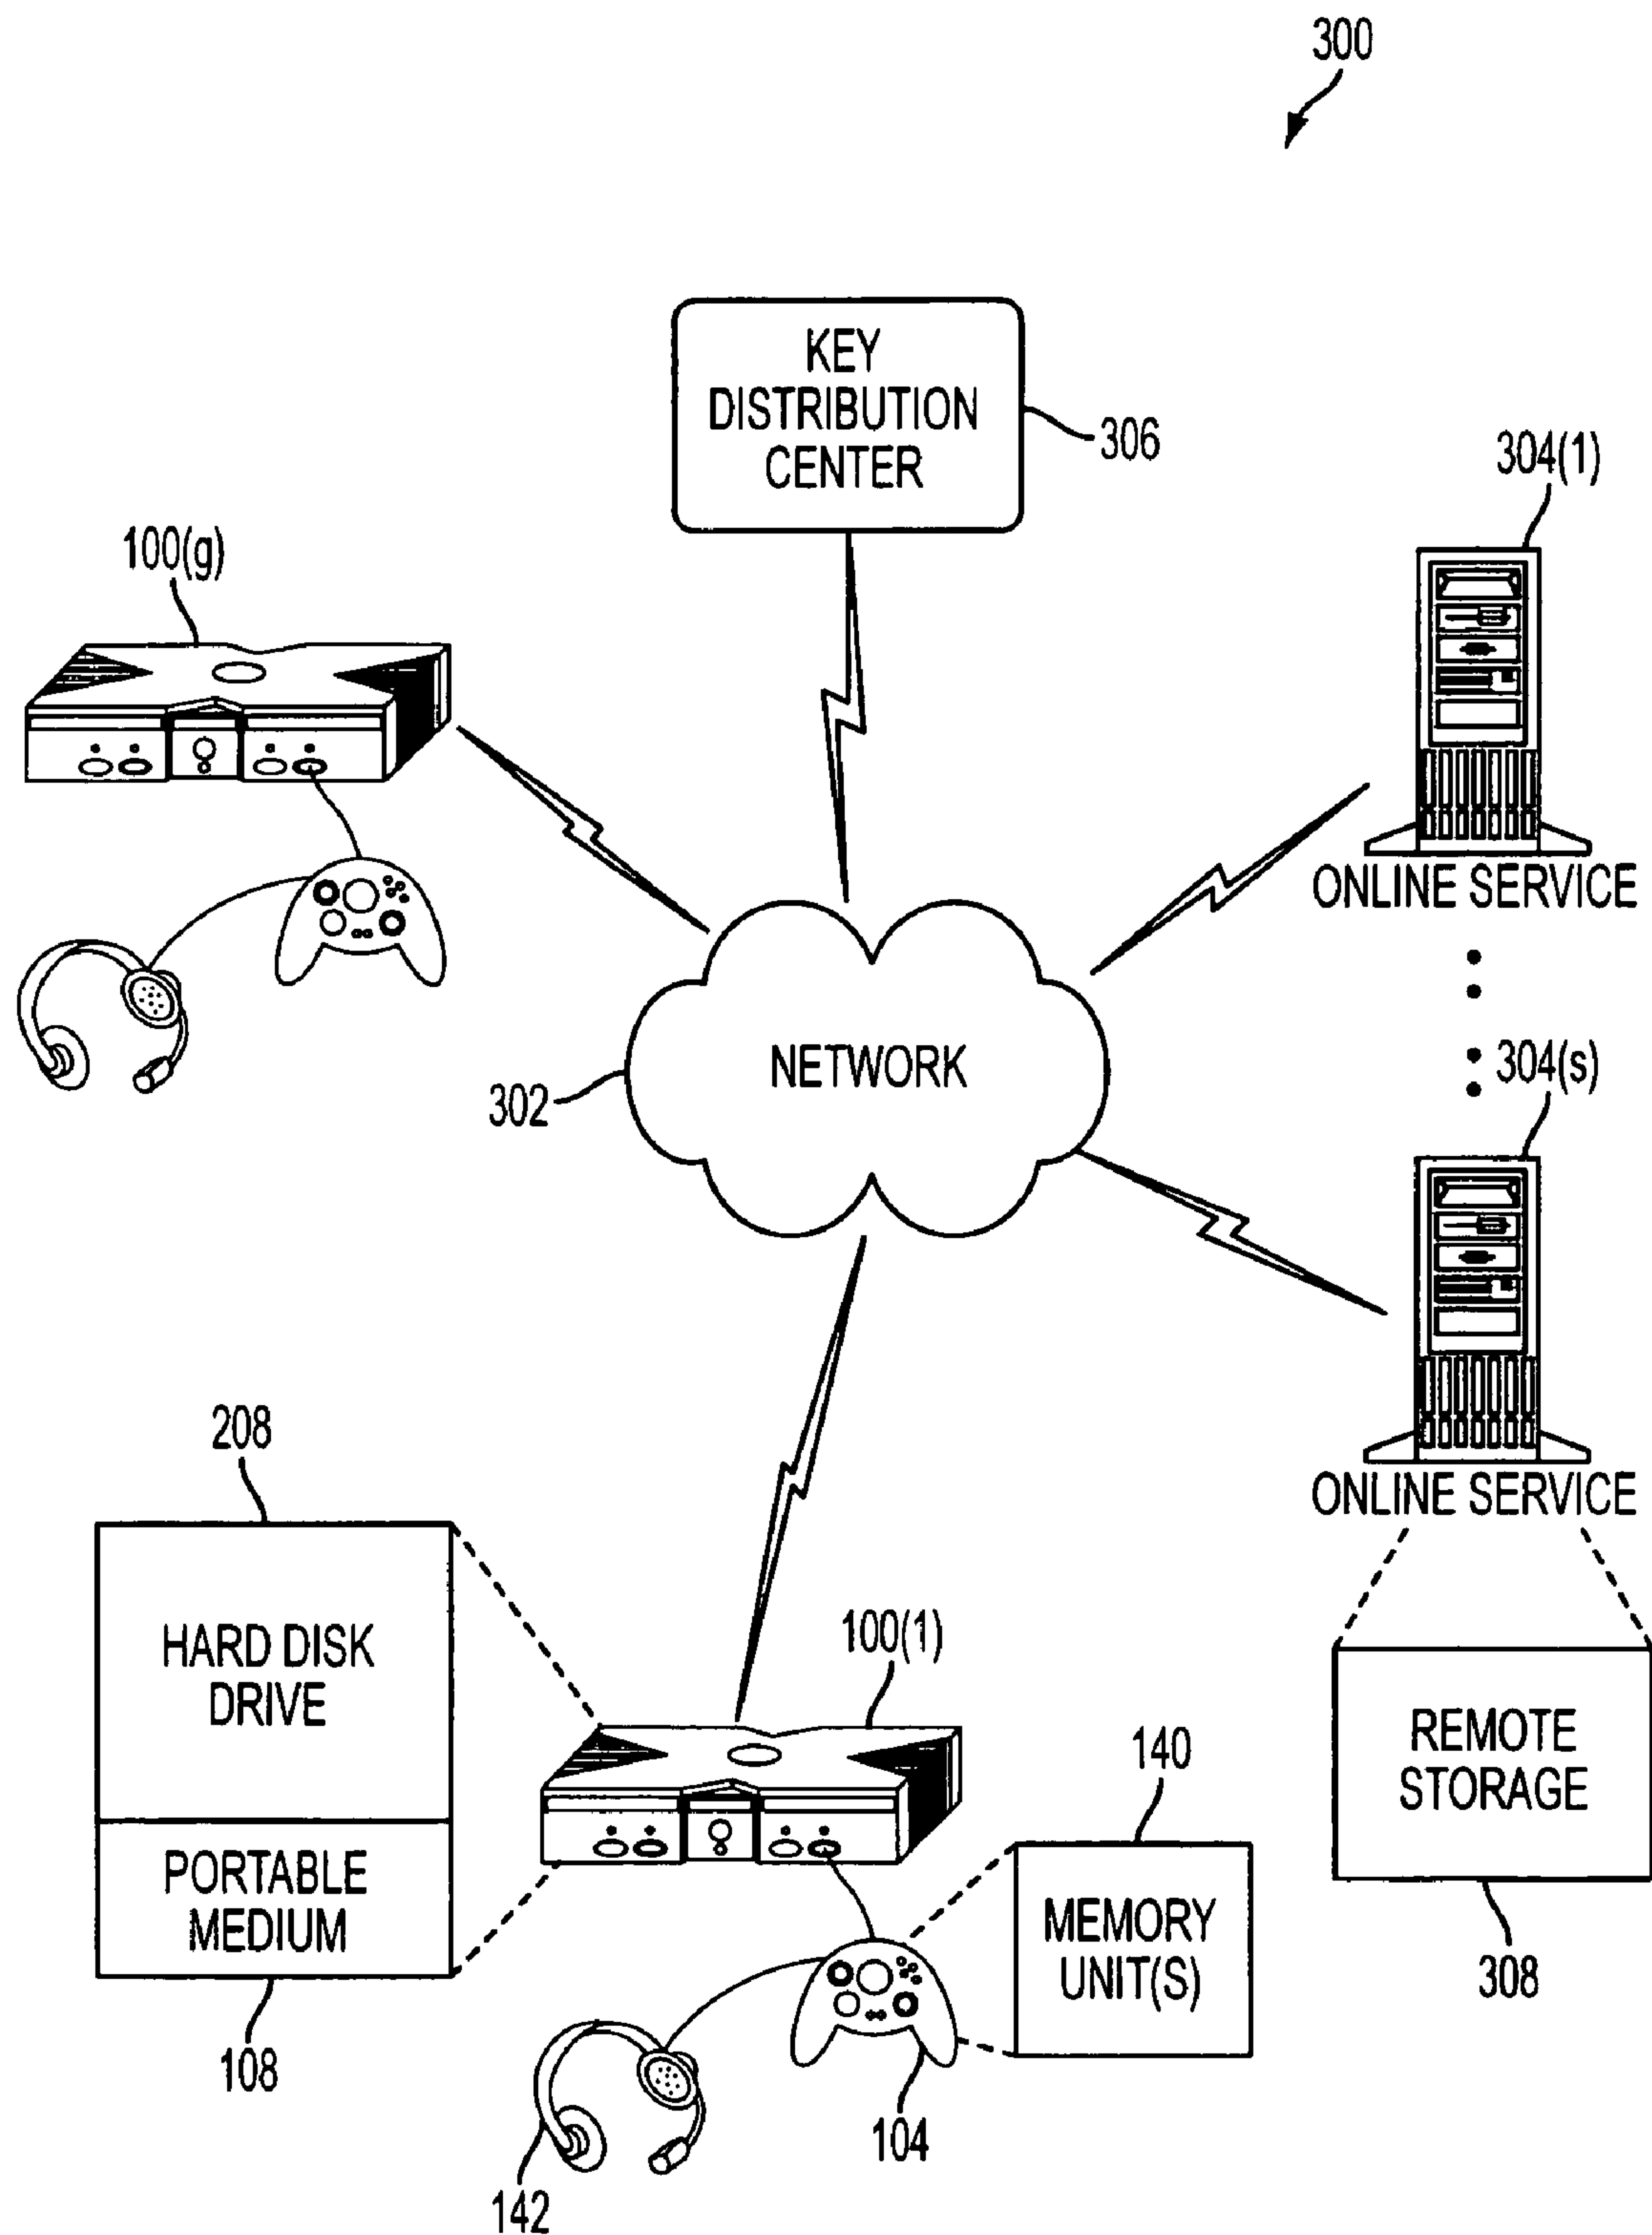 300
KEY
DISTRIBUTION
CENTER
306
304(1)
100(g)
ONLINE SERVICE
NETWORK
302
304(s)
208
ONLINE SERVICE
HARD DISK
DRIVE
100(1)
REMOTE
STORAGE
140
PORTABLE
MEDIUM
MEMORY
UNIT(S)
308
108
104
142